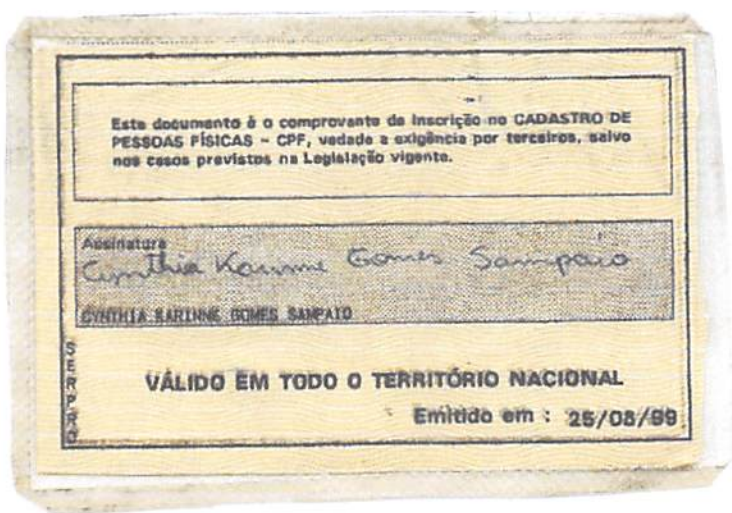 Este documento é o comprovante de inscrição no CADASTRO DE
PESSOAS FÍSICAS - CPF, vedada a exigência por terceiros, salvo
nos casos previstos na Legislação vigente.
Assinatura
Cynthia Karinne Gomes Sampaio
CYNTHIA KARINNE GOMES SAMPAIO
SERPRO
VÁLIDO EM TODO O TERRITÓRIO NACIONAL
Emitido em : 25/08/99